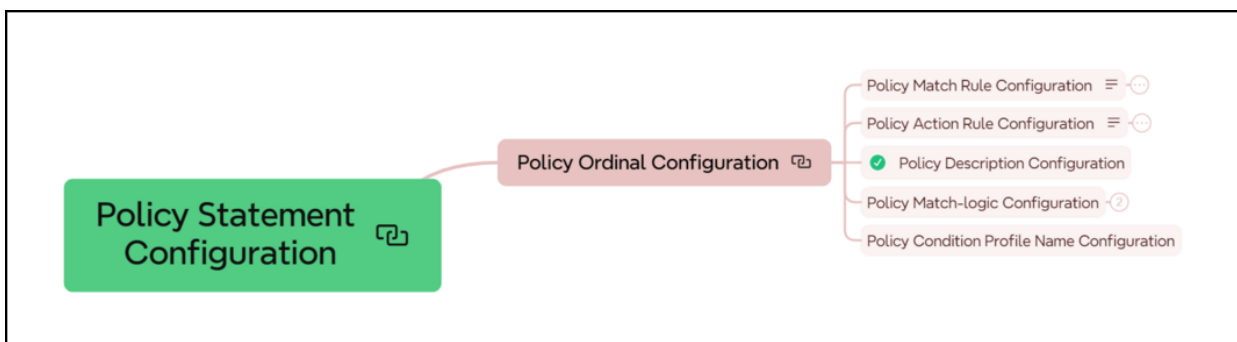 Policy Statement
Configuration
Policy Ordinal Configuration
Policy Match Rule Configuration
Policy Action Rule Configuration
Policy Description Configuration
Policy Match-logic Configuration 2
Policy Condition Profile Name Configuration